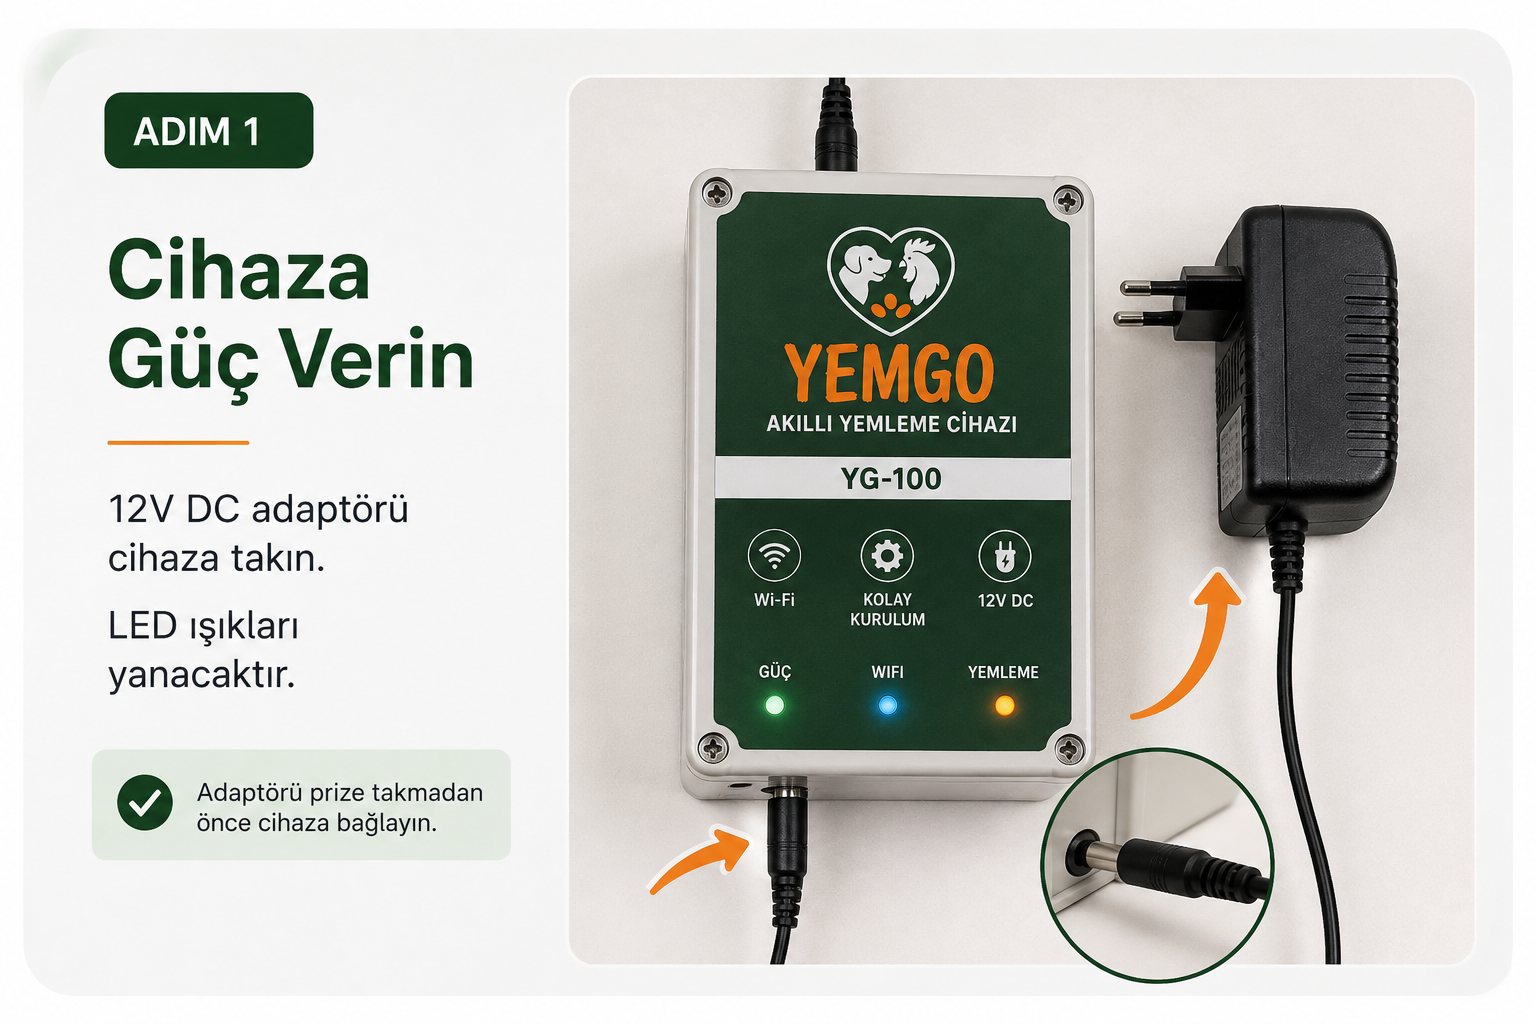 ADIM 1
Cihaza
Güç Verin
12V DC adaptörü
cihaza takın.
LED ışıkları
yanacaktır.
Adaptörü prize takmadan
önce cihaza bağlayın.
YEMGO
AKILLI YEMLEME CİHAZI
YG-100
Wi-Fi
KOLAY
KURULUM
12V DC
GÜÇ
WIFI
YEMLEME